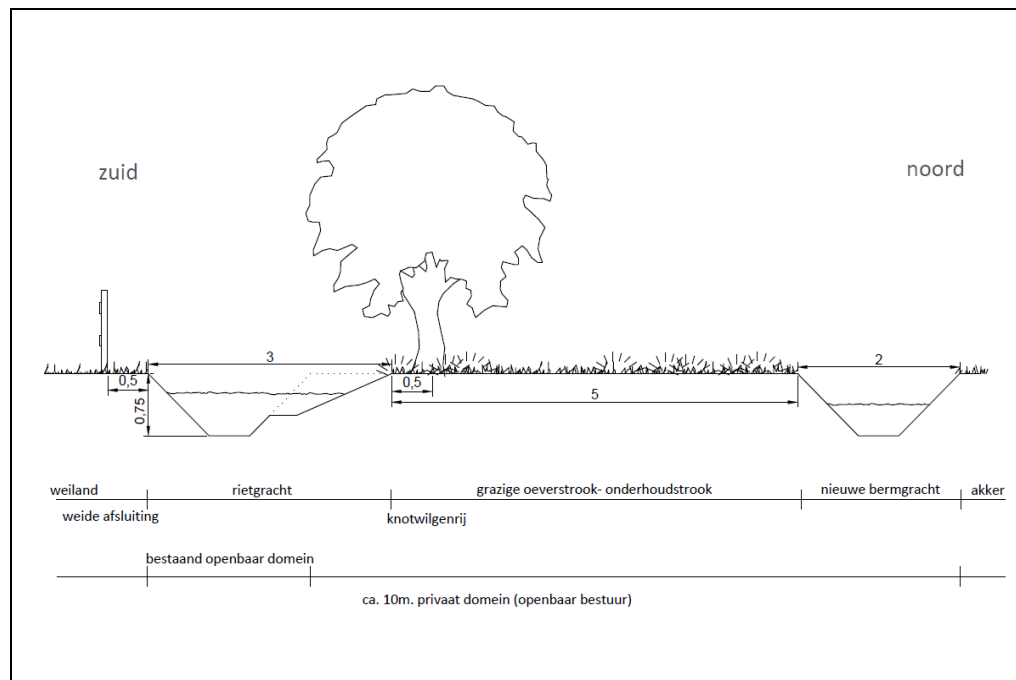 zuid
noord
3
2
0,5
0,5
0,75
5
weiland
rietgracht
grazige oeverstrook- onderhoudstrook
nieuwe bermgracht
akker
weide afsluiting
knotwilgenrij
bestaand openbaar domein
ca. 10m. privaat domein (openbaar bestuur)